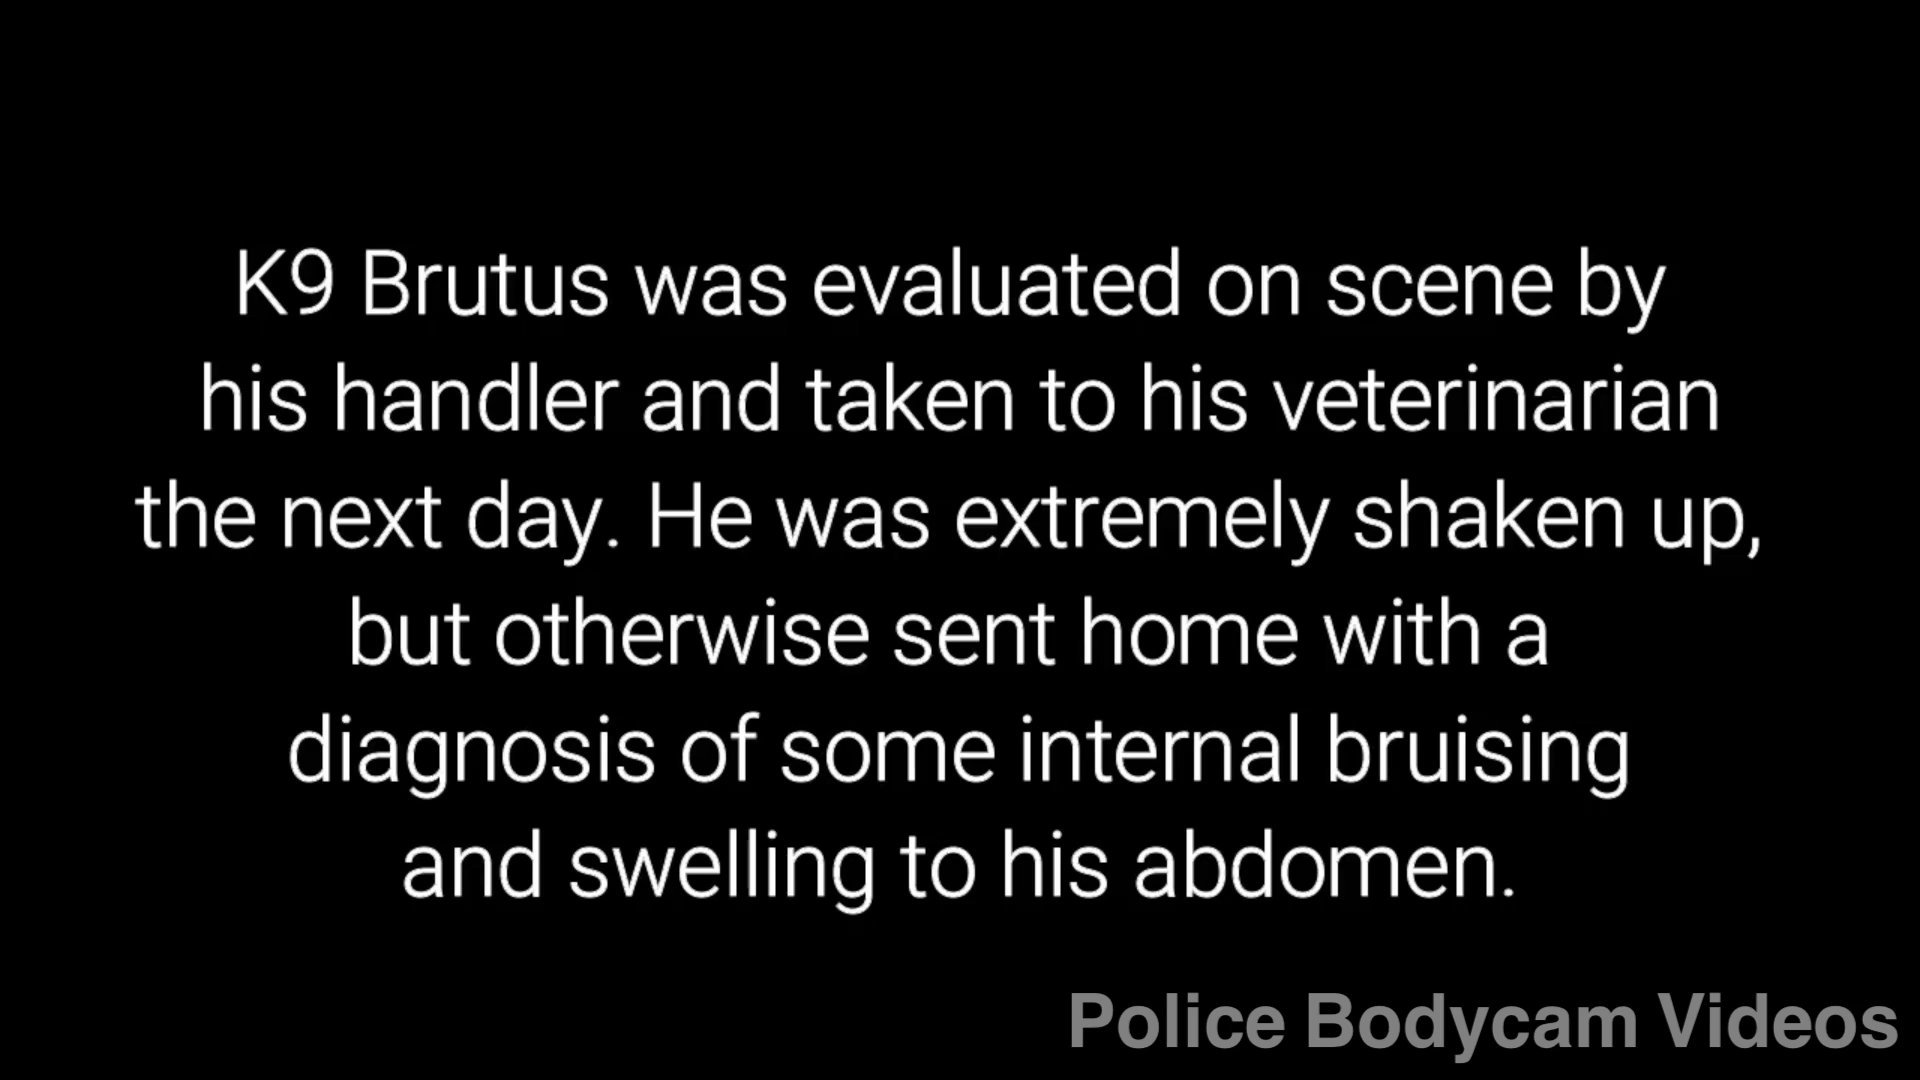 K9 Brutus was evaluated on scene by
his handler and taken to his veterinarian
the next day. He was extremely shaken up,
but otherwise sent home with a
diagnosis of some internal bruising
and swelling to his abdomen.
Police Bodycam Videos